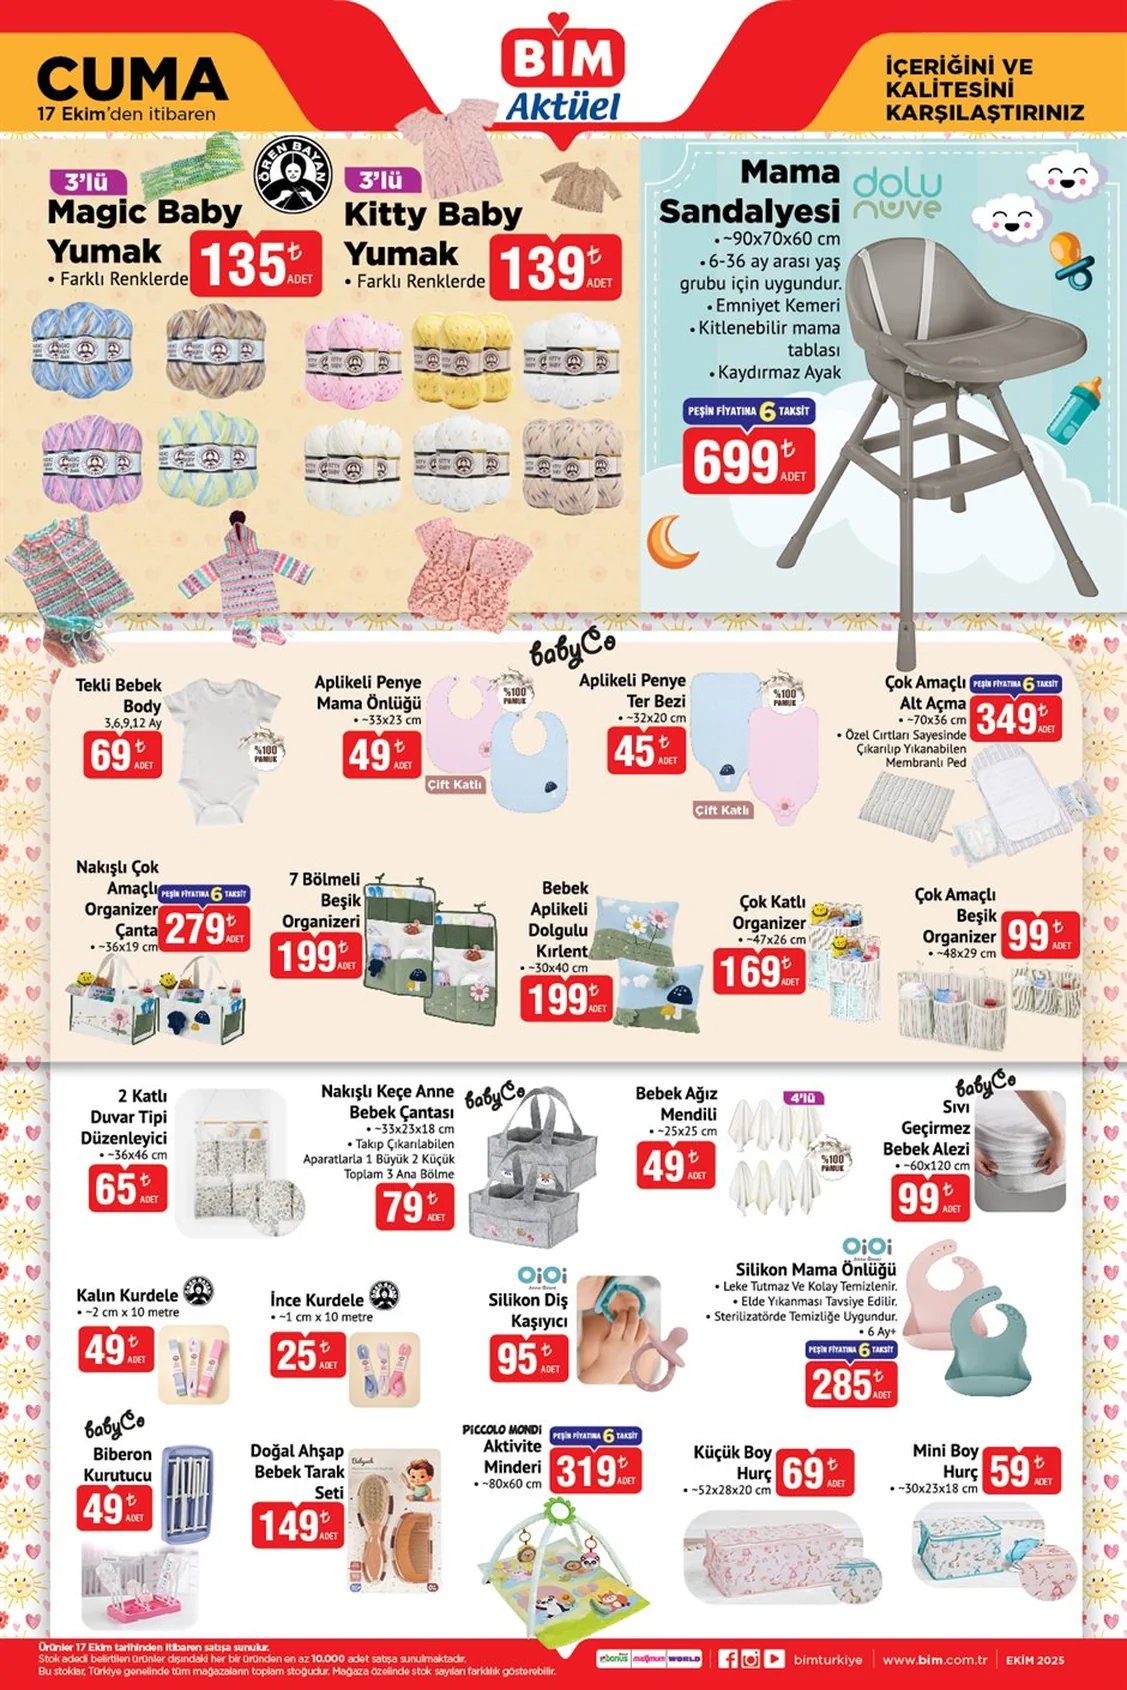 CUMA
17 Ekim'den itibaren
BİM
Aktüel
İÇERİĞİNİ VE
KALİTESİNİ
KARŞILAŞTIRINIZ
3'lü
Magic Baby
Yumak
• Farklı Renklerde
135₺
ADET
ÖREN BAYAN
3'lü
Kitty Baby
Yumak
• Farklı Renklerde
139₺
ADET
Mama
Sandalyesi
dolu
nuve
• ~90x70x60 cm
• 6-36 ay arası yaş
grubu için uygundur.
• Emniyet Kemeri
• Kitlenebilir mama
tablası
• Kaydırmaz Ayak
PEŞİN FİYATINA 6 TAKSİT
699₺
ADET
babyCo
Tekli Bebek
Body
3,6,9,12 Ay
69₺
ADET
%100
PAMUK
Aplikeli Penye
Mama Önlüğü
• ~33x23 cm
49₺
ADET
%100
PAMUK
Çift Katlı
Aplikeli Penye
Ter Bezi
• ~32x20 cm
45₺
ADET
%100
PAMUK
Çift Katlı
Çok Amaçlı
Alt Açma
• ~70x36 cm
• Özel Cırtları Sayesinde
Çıkarılıp Yıkanabilen
Membranlı Ped
PEŞİN FİYATINA 6 TAKSİT
349₺
ADET
Nakışlı Çok
Amaçlı
Organizer
Çanta
• ~36x19 cm
PEŞİN FİYATINA 6 TAKSİT
279₺
ADET
7 Bölmeli
Beşik
Organizeri
199₺
ADET
Bebek
Aplikeli
Dolgulu
Kırlent
• ~30x40 cm
199₺
ADET
Çok Katlı
Organizer
• ~47x26 cm
169₺
ADET
Çok Amaçlı
Beşik
Organizer
• ~48x29 cm
99₺
ADET
2 Katlı
Duvar Tipi
Düzenleyici
• ~36x46 cm
65₺
ADET
Nakışlı Keçe Anne
Bebek Çantası
• ~33x23x18 cm
• Takıp Çıkarılabilen
Aparatlarla 1 Büyük 2 Küçük
Toplam 3 Ana Bölme
79₺
ADET
babyCo
Bebek Ağız
Mendili
• ~25x25 cm
49₺
ADET
4'lü
%100
PAMUK
babyCo
Sıvı
Geçirmez
Bebek Alezi
• ~60x120 cm
99₺
ADET
Kalın Kurdele
• ~2 cm x 10 metre
49₺
ADET
İnce Kurdele
• ~1 cm x 10 metre
25₺
ADET
OiOi
Silikon Diş
Kaşıyıcı
95₺
ADET
OiOi
Silikon Mama Önlüğü
• Leke Tutmaz Ve Kolay Temizlenir.
• Elde Yıkanması Tavsiye Edilir.
• Sterilizatörde Temizliğe Uygundur.
• 6 Ay+
PEŞİN FİYATINA 6 TAKSİT
285₺
ADET
babyCo
Biberon
Kurutucu
49₺
ADET
Doğal Ahşap
Bebek Tarak
Seti
149₺
ADET
PICCOLO MONDI
Aktivite
Minderi
• ~80x60 cm
PEŞİN FİYATINA 6 TAKSİT
319₺
ADET
Küçük Boy
Hurç
• ~52x28x20 cm
69₺
ADET
Mini Boy
Hurç
• ~30x23x18 cm
59₺
ADET
Ürünler 17 Ekim tarihinden itibaren satışa sunulur.
Stok adedi belirtilen ürünler dışındaki her bir üründen en az 10.000 adet satışa sunulmaktadır.
Bu stoklar, Türkiye genelinde tüm mağazaların toplam stoğudur. Mağaza özelinde stok sayıları farklılık gösterebilir.
bonus maximum WORLD
bimturkiye
www.bim.com.tr
EKİM 2025